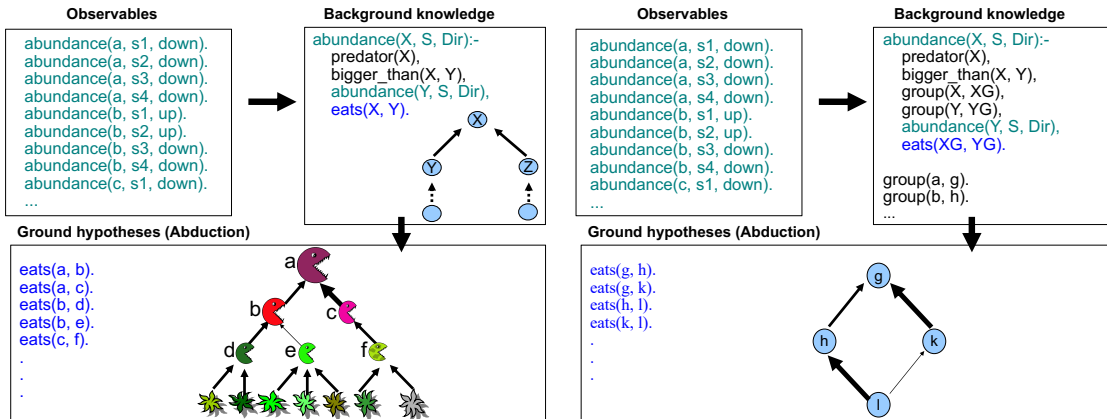 Observables
abundance(a, s1, down).
abundance(a, s2, down).
abundance(a, s3, down).
abundance(a, s4, down).
abundance(b, s1, up).
abundance(b, s2, up).
abundance(b, s3, down).
abundance(b, s4, down).
abundance(c, s1, down).
...
Background knowledge
abundance(X, S, Dir):-
predator(X),
bigger_than(X, Y),
abundance(Y, S, Dir),
eats(X, Y).
X
Y
Z
Ground hypotheses (Abduction)
eats(a, b).
eats(a, c).
eats(b, d).
eats(b, e).
eats(c, f).
.
.
.
a
b
c
d
e
f
Observables
abundance(a, s1, down).
abundance(a, s2, down).
abundance(a, s3, down).
abundance(a, s4, down).
abundance(b, s1, up).
abundance(b, s2, up).
abundance(b, s3, down).
abundance(b, s4, down).
abundance(c, s1, down).
...
Background knowledge
abundance(X, S, Dir):-
predator(X),
bigger_than(X, Y),
group(X, XG),
group(Y, YG),
abundance(Y, S, Dir),
eats(XG, YG).
group(a, g).
group(b, h).
...
Ground hypotheses (Abduction)
eats(g, h).
eats(g, k).
eats(h, l).
eats(k, l).
.
.
.
g
h
k
l